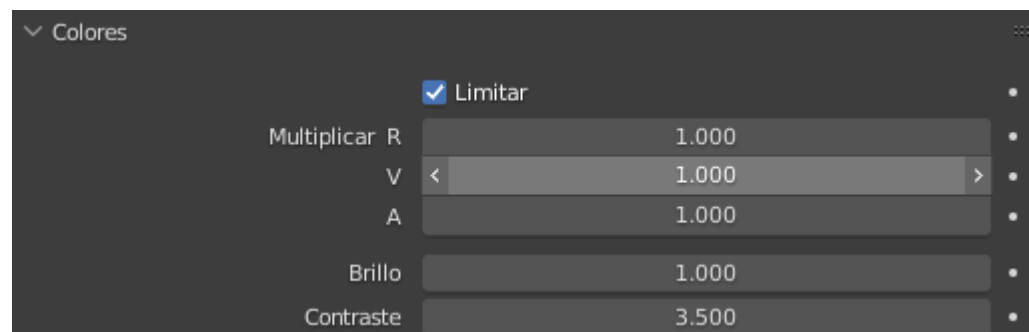 Colores
Limitar
Multiplicar R 1.000
V 1.000
A 1.000
Brillo 1.000
Contraste 3.500